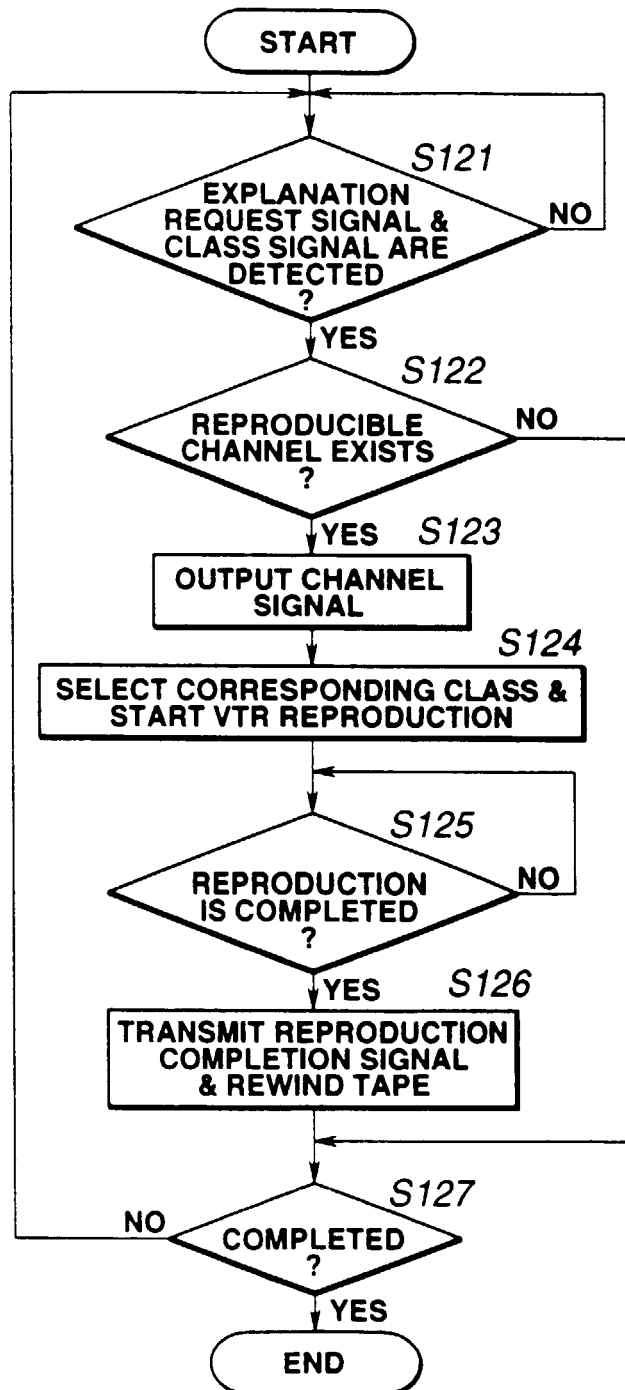 START
S121
EXPLANATION
REQUEST SIGNAL &
CLASS SIGNAL ARE
DETECTED
?
NO
YES
S122
REPRODUCIBLE
CHANNEL EXISTS
?
NO
YES
S123
OUTPUT CHANNEL
SIGNAL
S124
SELECT CORRESPONDING CLASS &
START VTR REPRODUCTION
S125
REPRODUCTION
IS COMPLETED
?
NO
YES
S126
TRANSMIT REPRODUCTION
COMPLETION SIGNAL
& REWIND TAPE
S127
NO
COMPLETED
?
YES
END